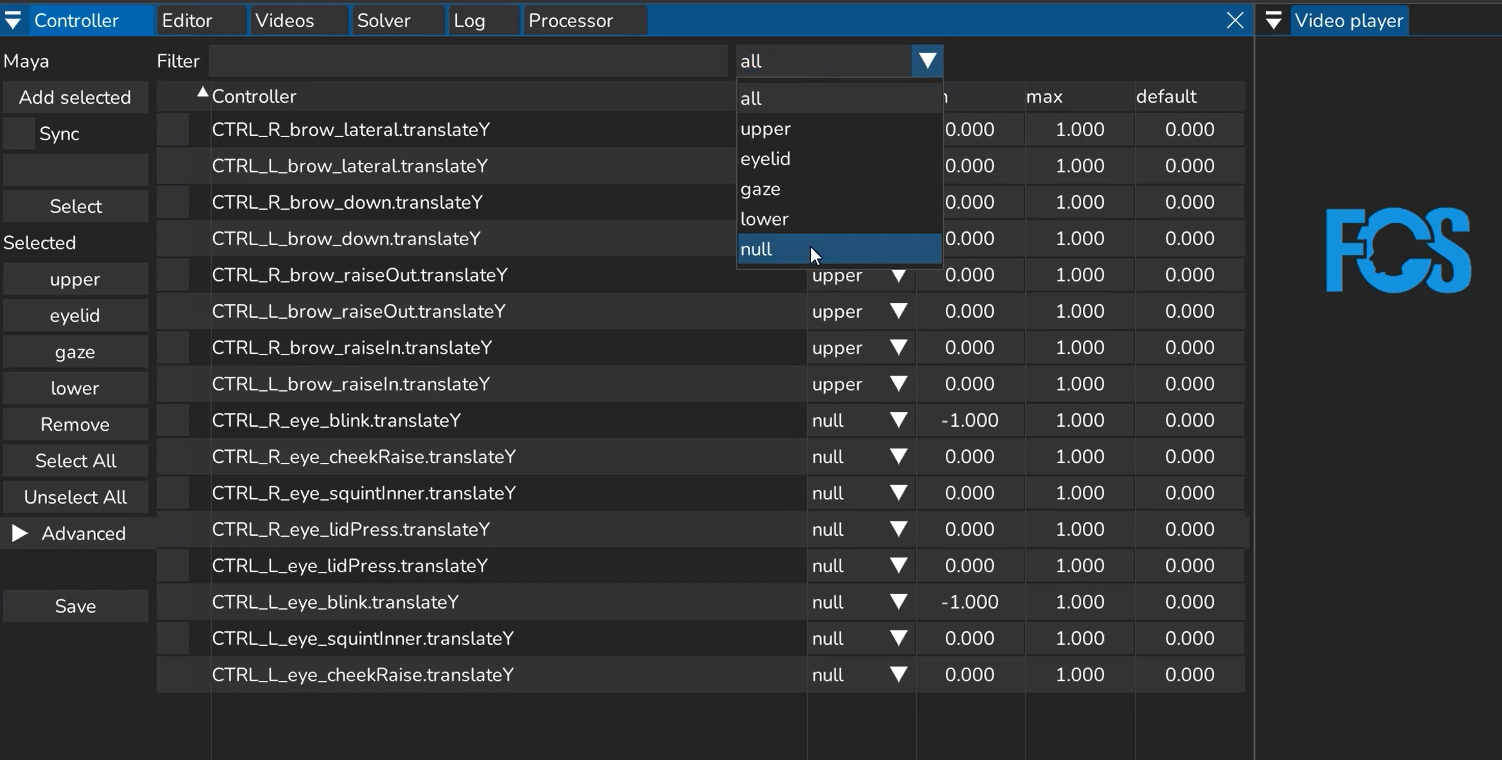 Controller Editor Videos Solver Log Processor Video player
Maya Filter all
Add selected Controller all max default
Sync CTRL_R_brow_lateral.translateY upper 0.000 1.000 0.000
CTRL_L_brow_lateral.translateY eyelid 0.000 1.000 0.000
Select CTRL_R_brow_down.translateY gaze 0.000 1.000 0.000
Selected CTRL_L_brow_down.translateY lower 0.000 1.000 0.000
null
upper CTRL_R_brow_raiseOut.translateY upper 0.000 1.000 0.000
eyelid CTRL_L_brow_raiseOut.translateY upper 0.000 1.000 0.000
gaze CTRL_R_brow_raiseIn.translateY upper 0.000 1.000 0.000
lower CTRL_L_brow_raiseIn.translateY upper 0.000 1.000 0.000
Remove CTRL_R_eye_blink.translateY null -1.000 1.000 0.000
Select All CTRL_R_eye_cheekRaise.translateY null 0.000 1.000 0.000
Unselect All CTRL_R_eye_squintInner.translateY null 0.000 1.000 0.000
Advanced CTRL_R_eye_lidPress.translateY null 0.000 1.000 0.000
CTRL_L_eye_lidPress.translateY null 0.000 1.000 0.000
Save CTRL_L_eye_blink.translateY null -1.000 1.000 0.000
CTRL_L_eye_squintInner.translateY null 0.000 1.000 0.000
CTRL_L_eye_cheekRaise.translateY null 0.000 1.000 0.000
FCS